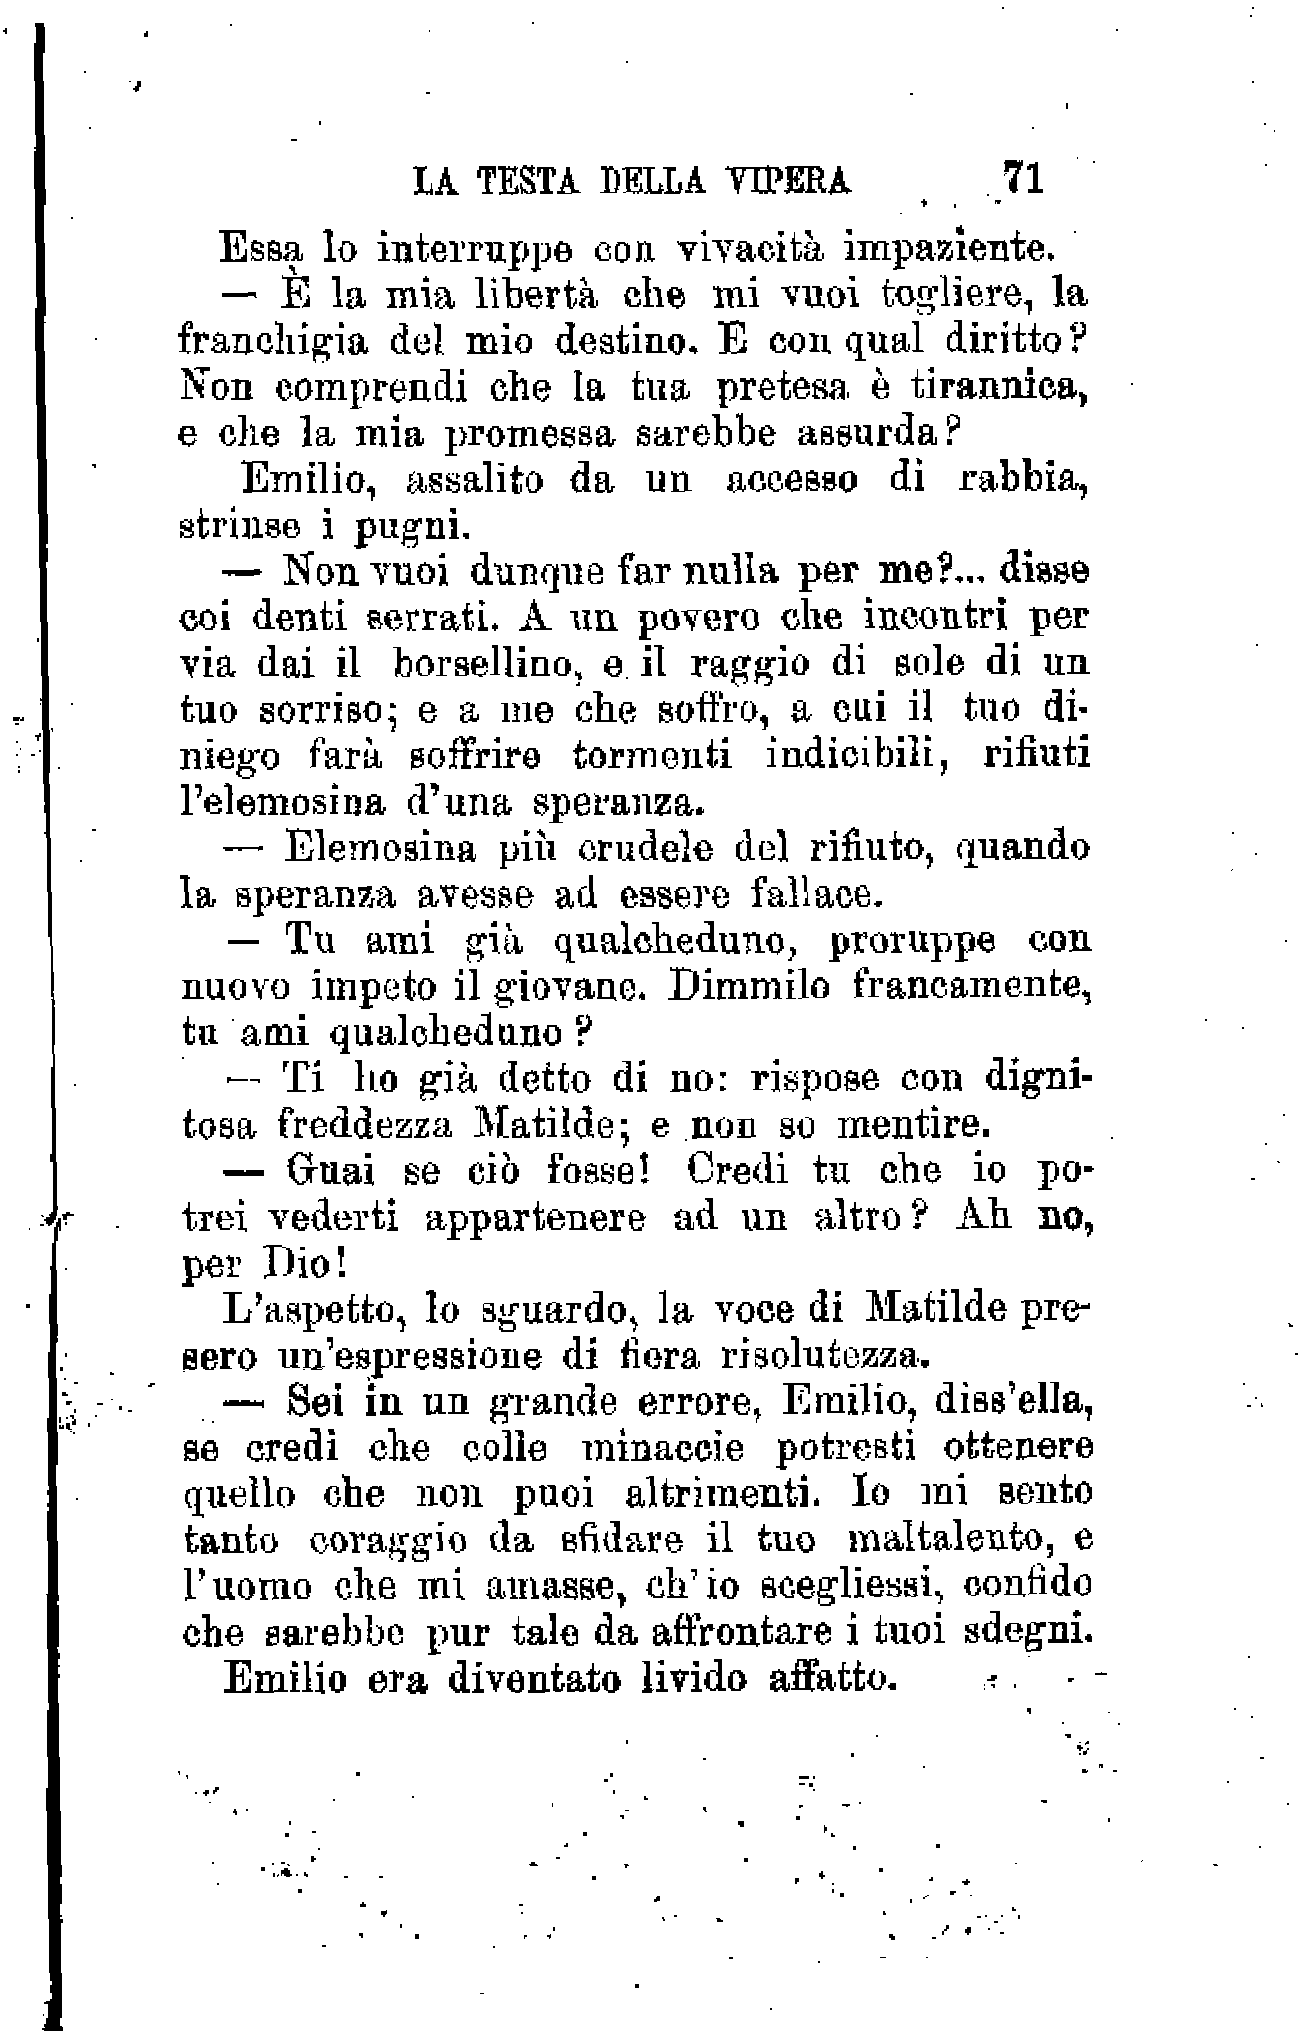 LA TESTA DELLA VIPERA 71
Essa lo interruppe con vivacità impaziente.
— È la mia libertà che mi vuoi togliere, la
franchigia del mio destino. E con qual diritto?
Non comprendi che la tua pretesa è tirannica,
e che la mia promessa sarebbe assurda?
Emilio, assalito da un accesso di rabbia,
strinse i pugni.
— Non vuoi dunque far nulla per me?... disse
coi denti serrati. A un povero che incontri per
via dai il borsellino, e il raggio di sole di un
tuo sorriso; e a me che soffro, a cui il tuo di-
niego farà soffrire tormenti indicibili, rifiuti
l'elemosina d'una speranza.
— Elemosina più crudele del rifiuto, quando
la speranza avesse ad essere fallace.
— Tu ami già qualcheduno, proruppe con
nuovo impeto il giovane. Dimmilo francamente,
tu ami qualcheduno?
— Ti ho già detto di no: rispose con digni-
tosa freddezza Matilde; e non so mentire.
— Guai se ciò fosse! Credi tu che io po-
trei vederti appartenere ad un altro? Ah no,
per Dio!
L'aspetto, lo sguardo, la voce di Matilde pre-
sero un'espressione di fiera risolutezza.
— Sei in un grande errore, Emilio, diss'ella,
se credi che colle minaccie potresti ottenere
quello che non puoi altrimenti. Io mi sento
tanto coraggio da sfidare il tuo maltalento, e
l'uomo che mi amasse, ch'io scegliessi, confido
che sarebbe pur tale da affrontare i tuoi sdegni.
Emilio era diventato livido affatto.